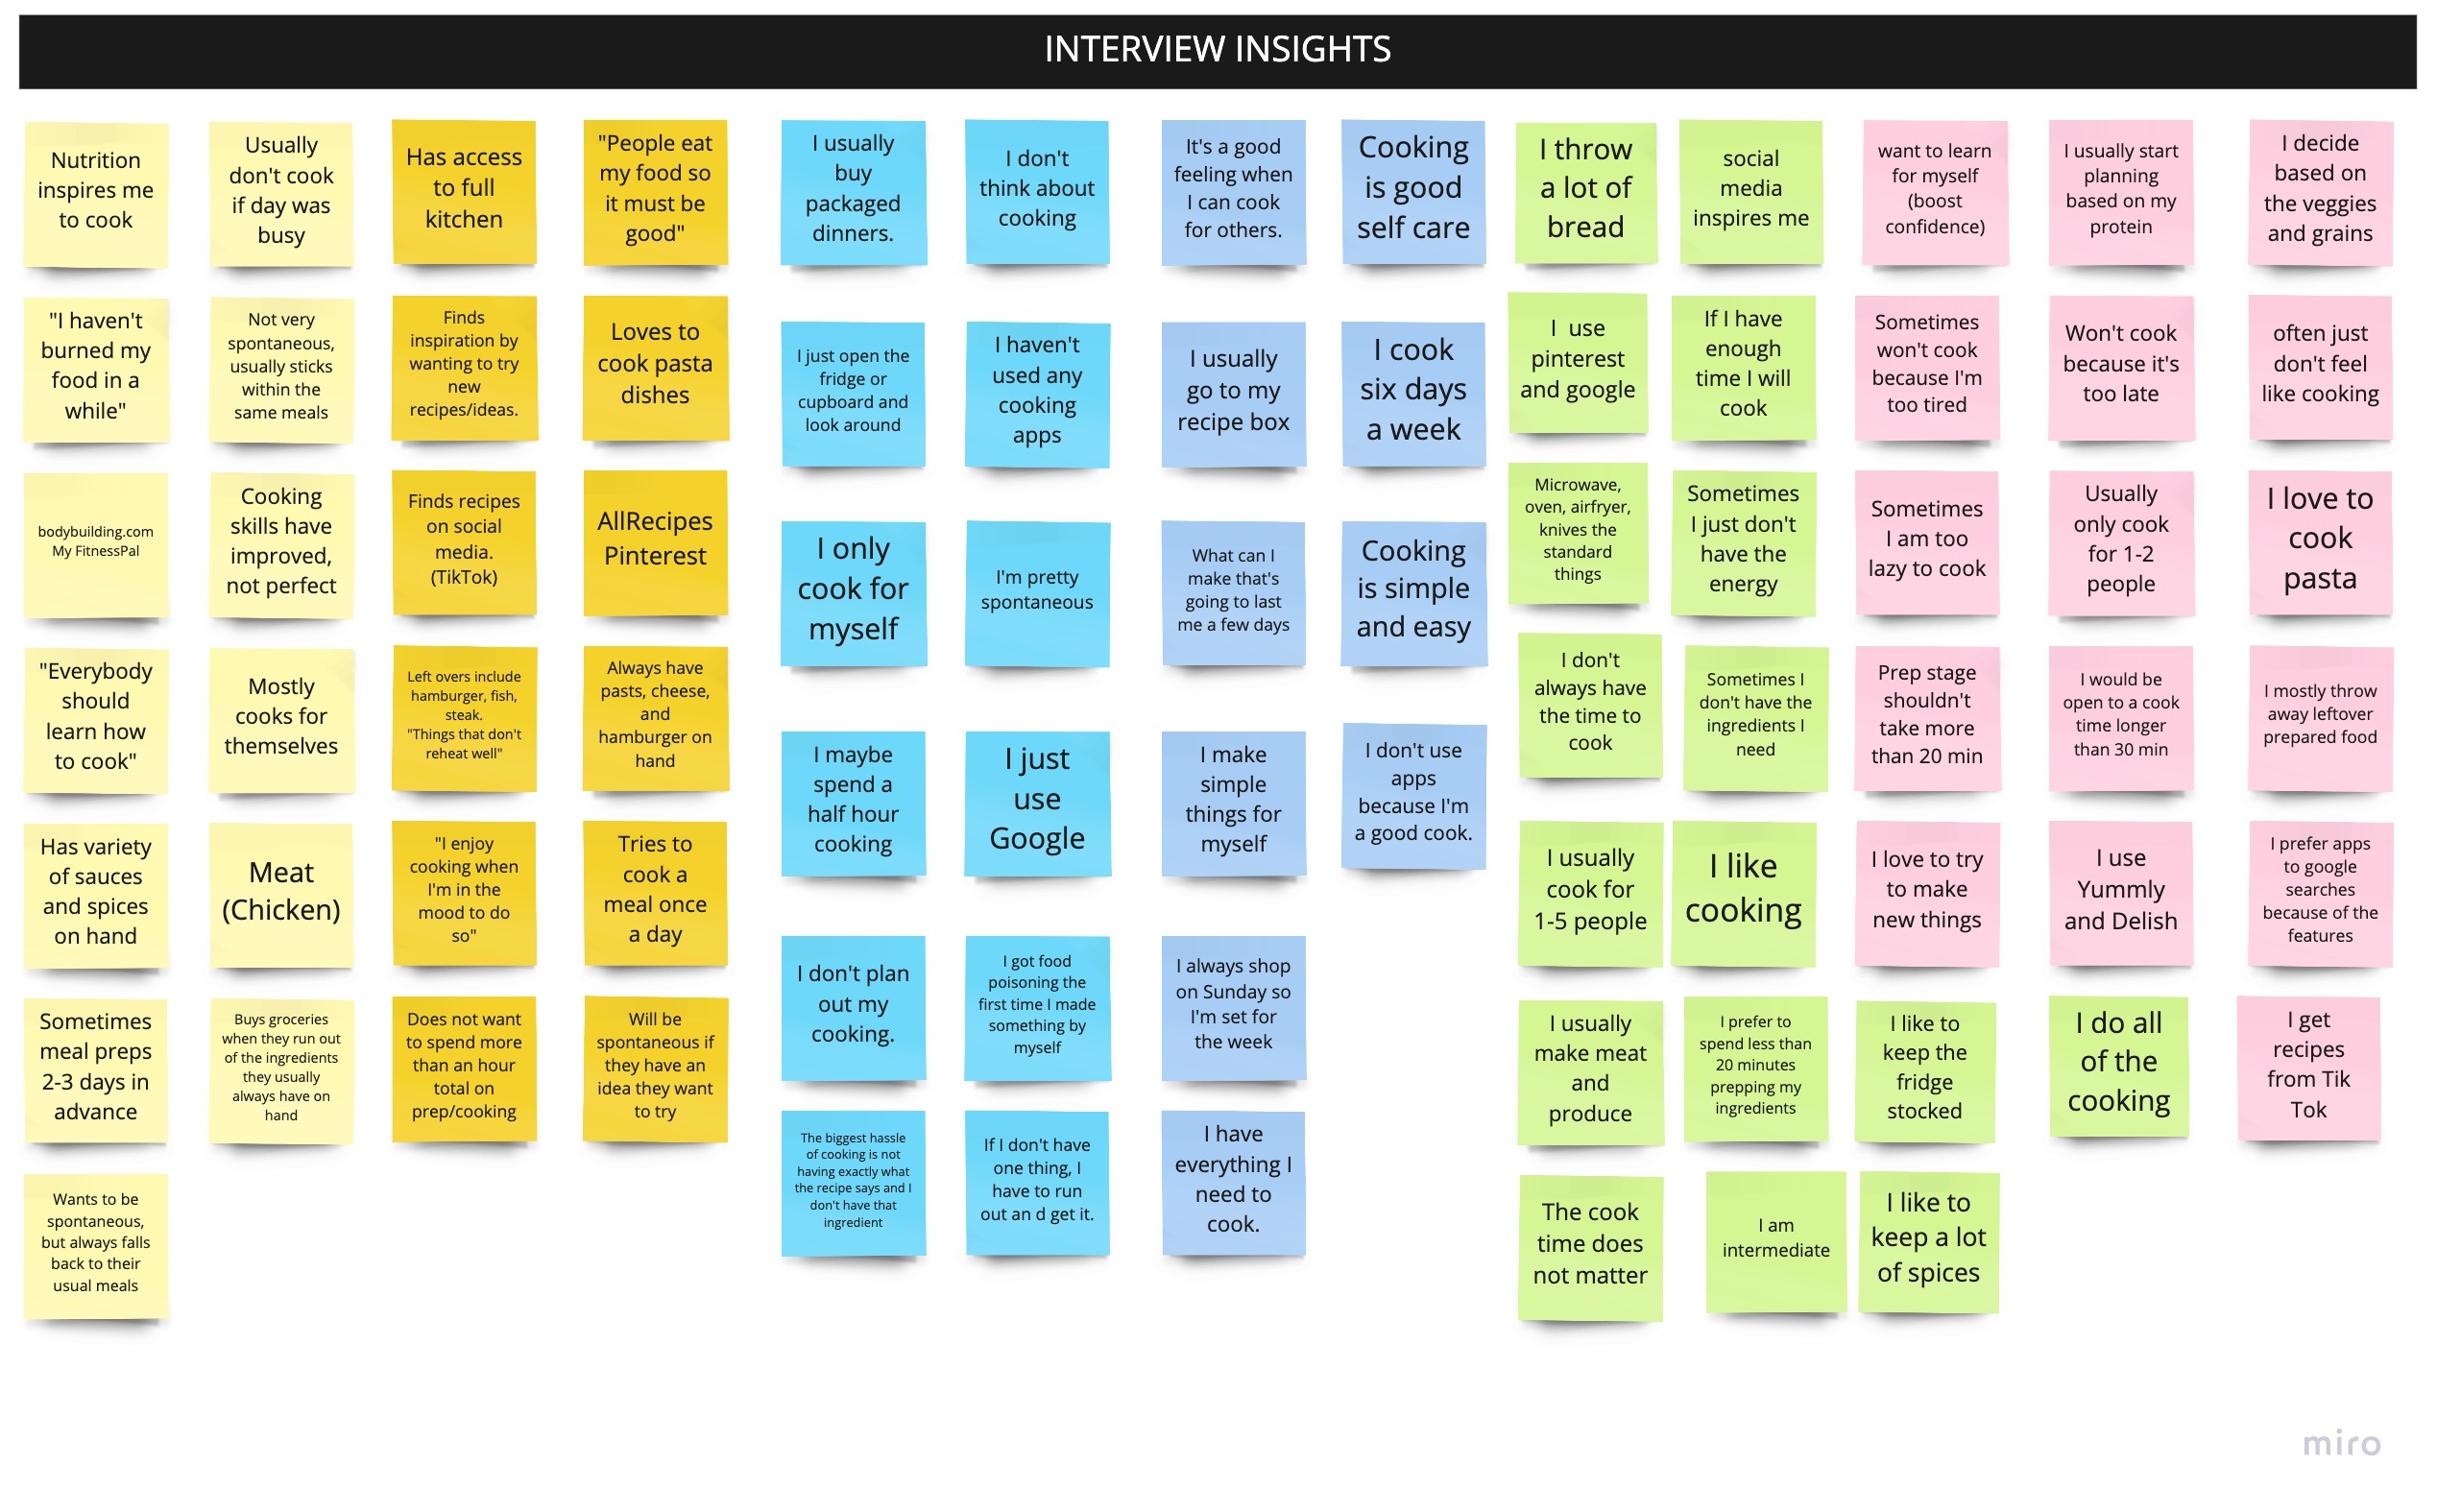 INTERVIEW INSIGHTS
Nutrition
inspires me
to cook
Usually
don't cook
if day was
busy
Has access
to full
kitchen
"People eat
my food so
it must be
good"
I usually
buy
packaged
dinners.
I don't
think about
cooking
It's a good
feeling when
I can cook
for others.
Cooking
is good
self care
I throw
a lot of
bread
social
media
inspires me
want to learn
for myself
(boost
confidence)
I usually start
planning
based on my
protein
I decide
based on
the veggies
and grains
"I haven't
burned my
food in a
while"
Not very
spontaneous,
usually sticks
within the
same meals
Finds
inspiration by
wanting to try
new
recipes/ideas.
Loves to
cook pasta
dishes
I just open the
fridge or
cupboard and
look around
I haven't
used any
cooking
apps
I usually
go to my
recipe box
I cook
six days
a week
I use
pinterest
and google
If I have
enough
time I will
cook
Sometimes
won't cook
because I'm
too tired
Won't cook
because it's
too late
often just
don't feel
like cooking
bodybuilding.com
My FitnessPal
Cooking
skills have
improved,
not perfect
Finds recipes
on social
media.
(TikTok)
AllRecipes
Pinterest
I only
cook for
myself
I'm pretty
spontaneous
What can I
make that's
going to last
me a few days
Cooking
is simple
and easy
Microwave,
oven, airfryer,
knives the
standard
things
Sometimes
I just don't
have the
energy
Sometimes
I am too
lazy to cook
Usually
only cook
for 1-2
people
I love to
cook
pasta
"Everybody
should
learn how
to cook"
Mostly
cooks for
themselves
Left overs include
hamburger, fish,
steak.
"Things that don't
reheat well"
Always have
pasts, cheese,
and
hamburger on
hand
I maybe
spend a
half hour
cooking
I just
use
Google
I make
simple
things for
myself
I don't use
apps
because I'm
a good cook.
I don't
always have
the time to
cook
Sometimes I
don't have the
ingredients I
need
Prep stage
shouldn't
take more
than 20 min
I would be
open to a cook
time longer
than 30 min
I mostly throw
away leftover
prepared food
Has variety
of sauces
and spices
on hand
Meat
(Chicken)
"I enjoy
cooking when
I'm in the
mood to do
so"
Tries to
cook a
meal once
a day
I don't plan
out my
cooking.
I got food
poisoning the
first time I made
something by
myself
I always shop
on Sunday so
I'm set for
the week
I usually
cook for
1-5 people
I like
cooking
I love to try
to make
new things
I use
Yummly
and Delish
I prefer apps
to google
searches
because of the
features
Sometimes
meal preps
2-3 days in
advance
Buys groceries
when they run out
of the ingredients
they usually
always have on
hand
Does not want
to spend more
than an hour
total on
prep/cooking
Will be
spontaneous if
they have an
idea they want
to try
The biggest hassle
of cooking is not
having exactly what
the recipe says and I
don't have that
ingredient
If I don't have
one thing, I
have to run
out an d get it.
I have
everything I
need to
cook.
I usually
make meat
and
produce
I prefer to
spend less than
20 minutes
prepping my
ingredients
I like to
keep the
fridge
stocked
I do all
of the
cooking
I get
recipes
from Tik
Tok
Wants to be
spontaneous,
but always falls
back to their
usual meals
The cook
time does
not matter
I am
intermediate
I like to
keep a lot
of spices
miro